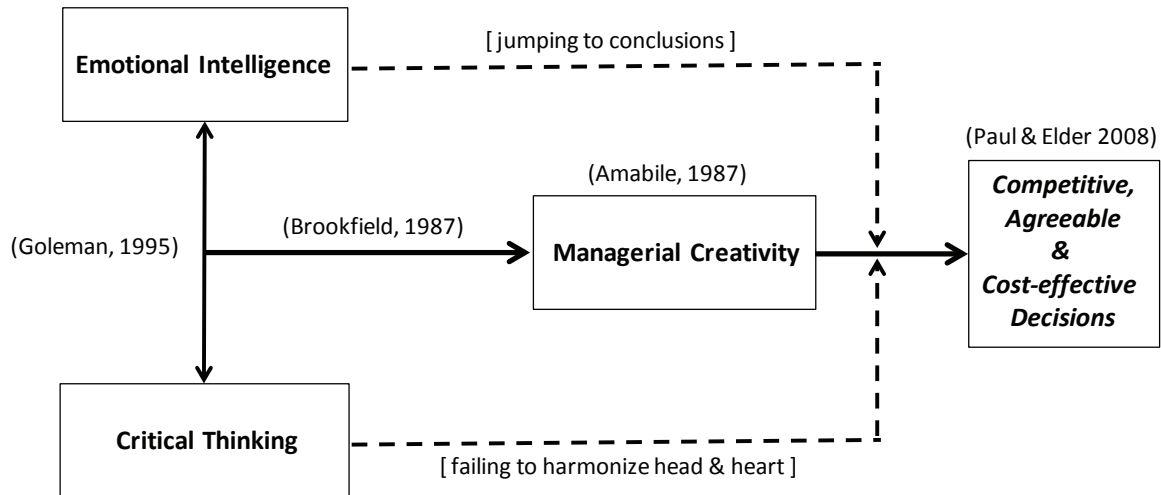 [ jumping to conclusions ]
Emotional Intelligence
(Paul & Elder 2008)
(Amabile, 1987)
Competitive,
Agreeable
&
Cost-effective
Decisions
(Brookfield, 1987)
(Goleman, 1995)
Managerial Creativity
Critical Thinking
[ failing to harmonize head & heart ]